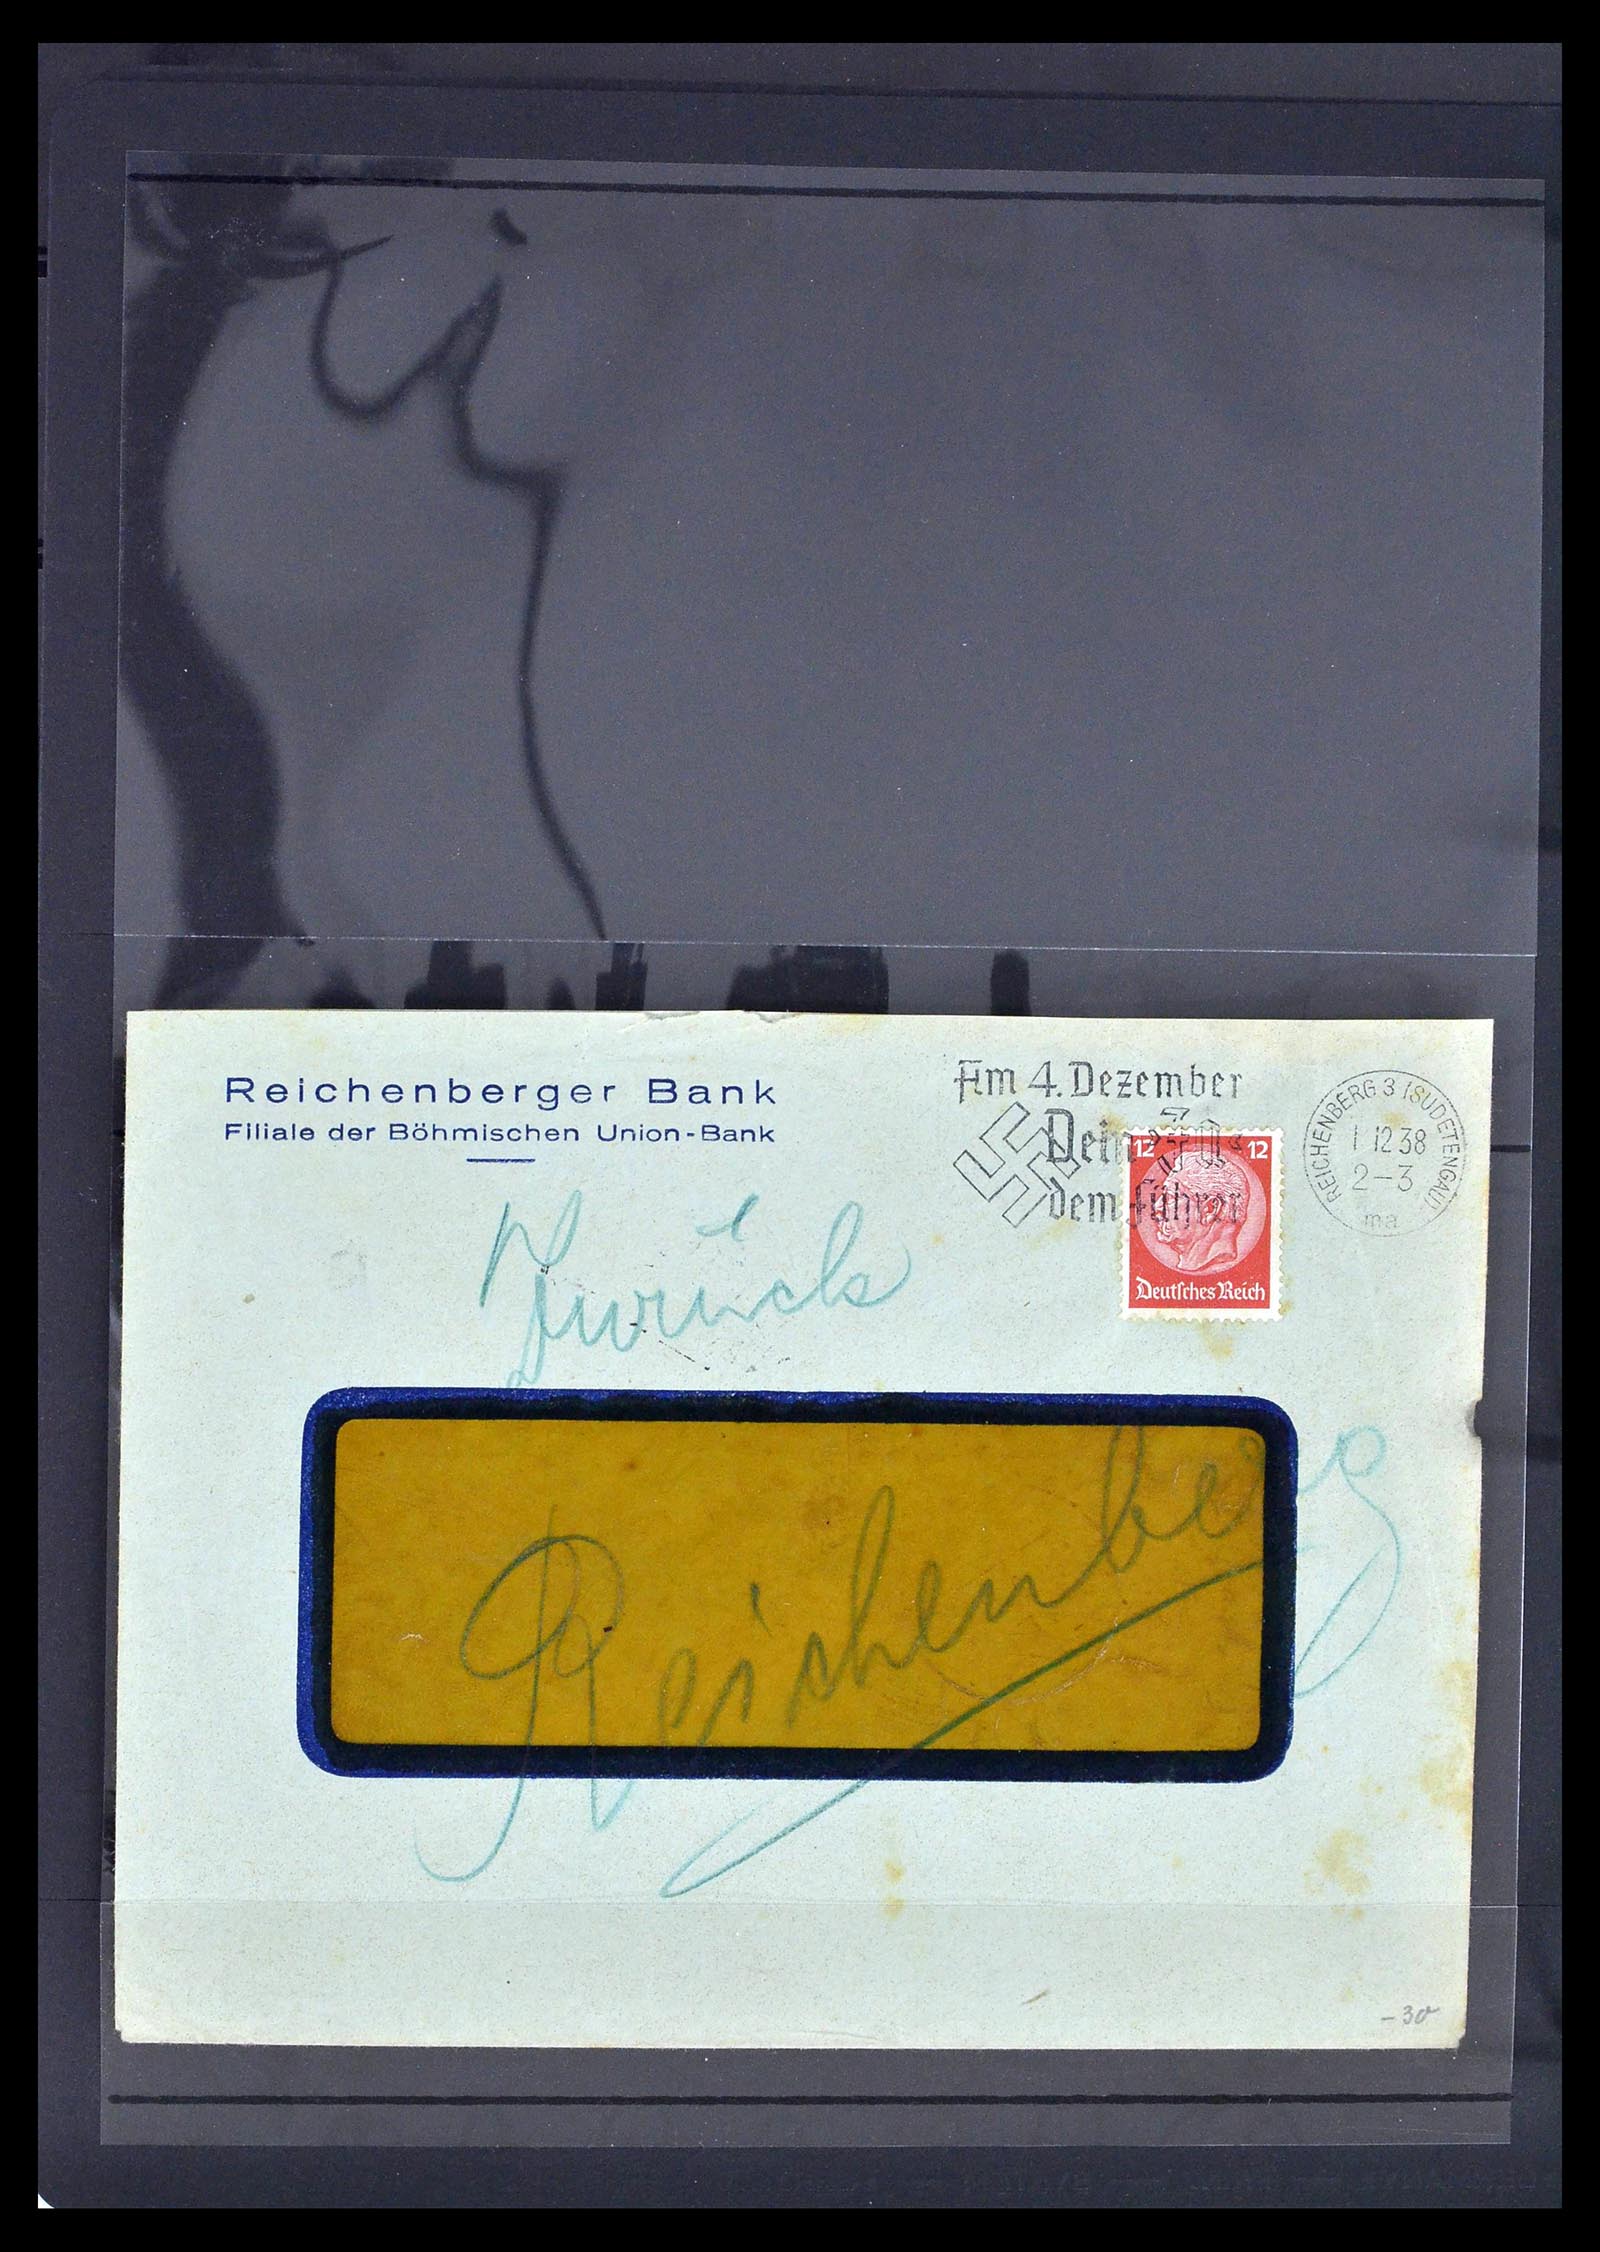 Reichenberger Bank
Filiale der Böhmischen Union-Bank
Am 4. Dezember
Dein »Ja«
dem Führer
12 12
Deutsches Reich
REICHENBERG 3 (SUDETENGAU)
1 12 38
2-3
ma
Zurück
Reichenberg
-30